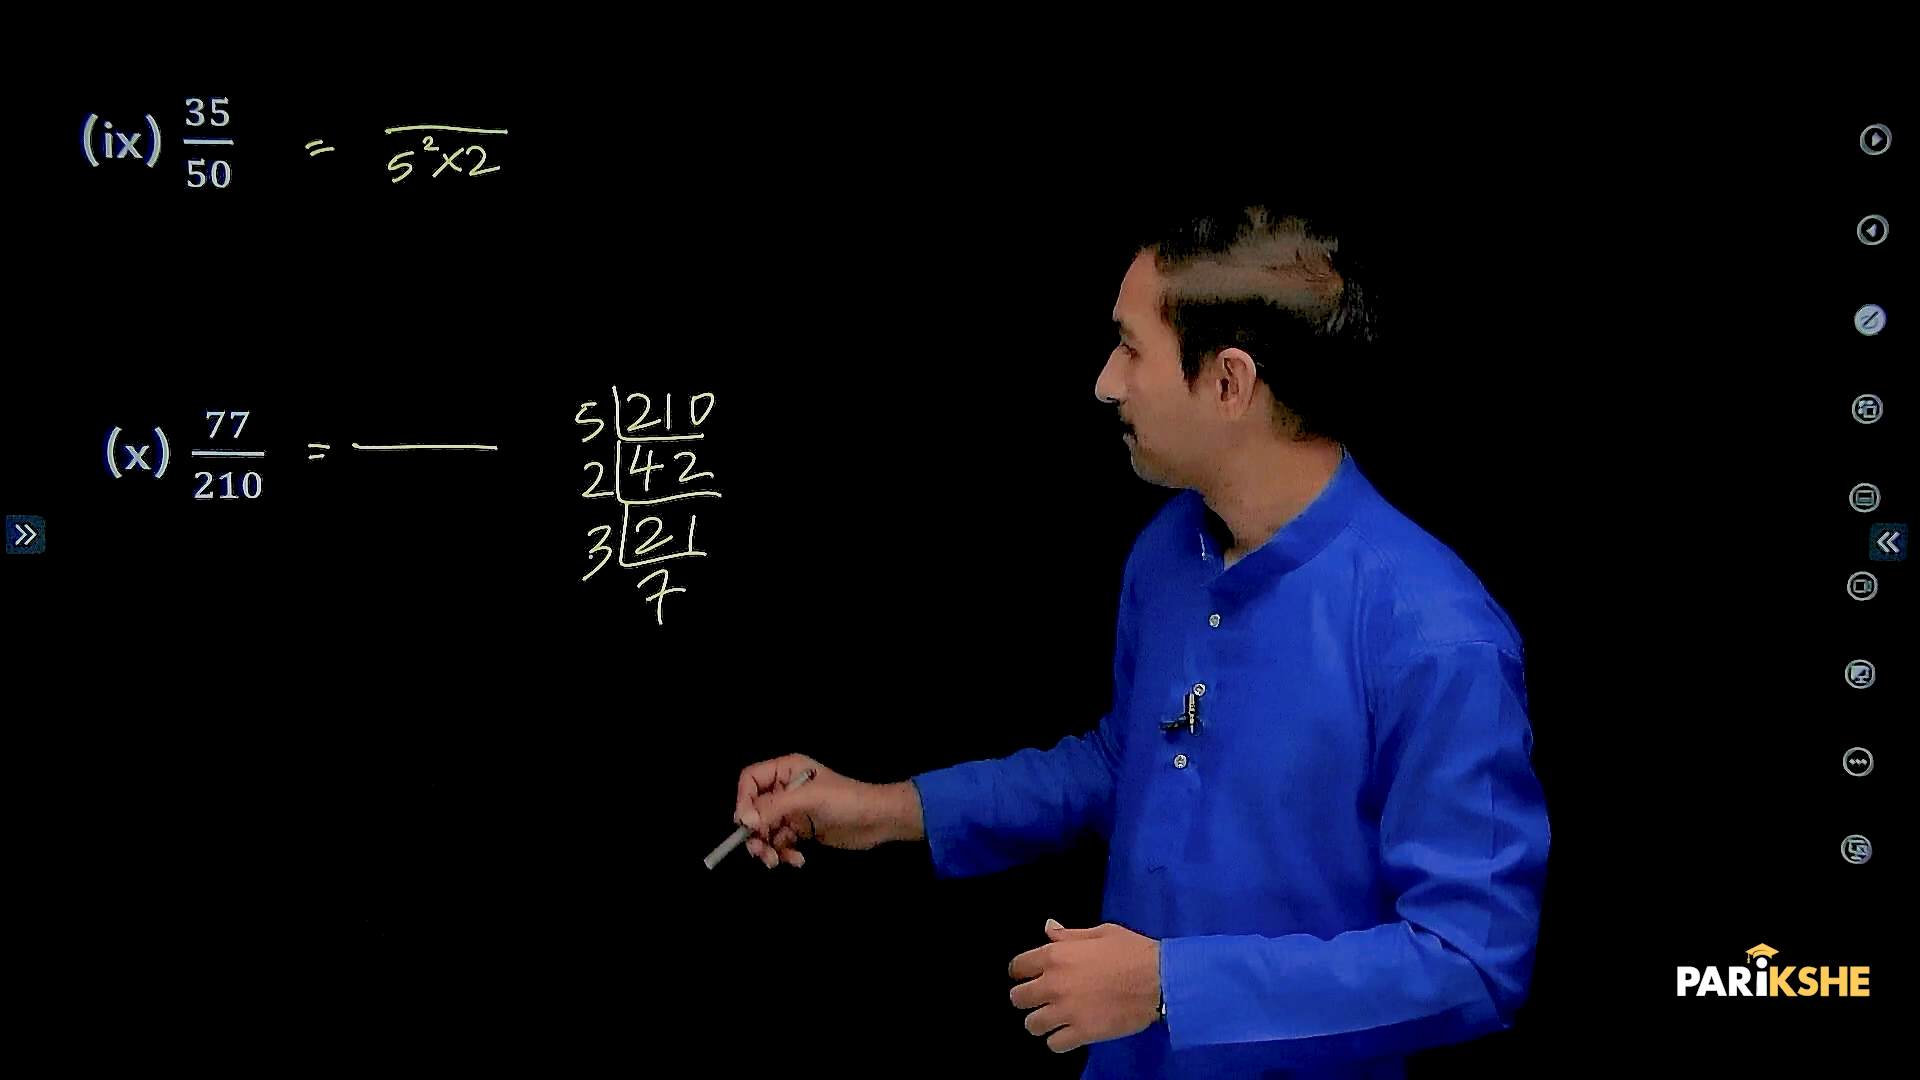 (ix) 35/50 = ―/5²×2
(x) 77/210 = ―
5 | 210
2 | 42
3 | 21
7
PARiKSHE